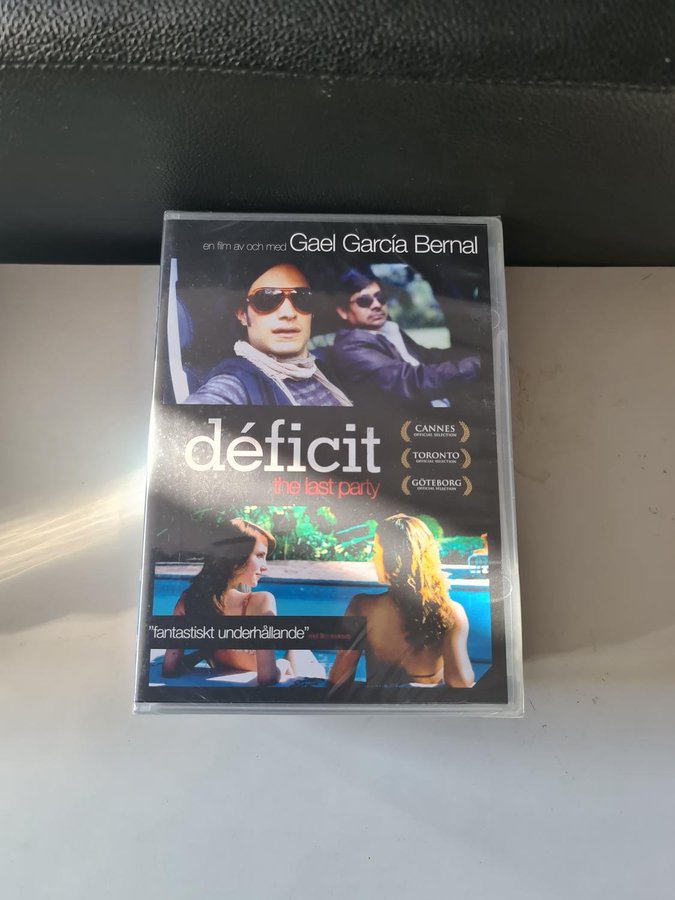 en film av och med Gael García Bernal
déficit
the last party
CANNES
OFFICIAL SELECTION
TORONTO
OFFICIAL SELECTION
GÖTEBORG
OFFICIAL SELECTION
"fantastiskt underhållande"